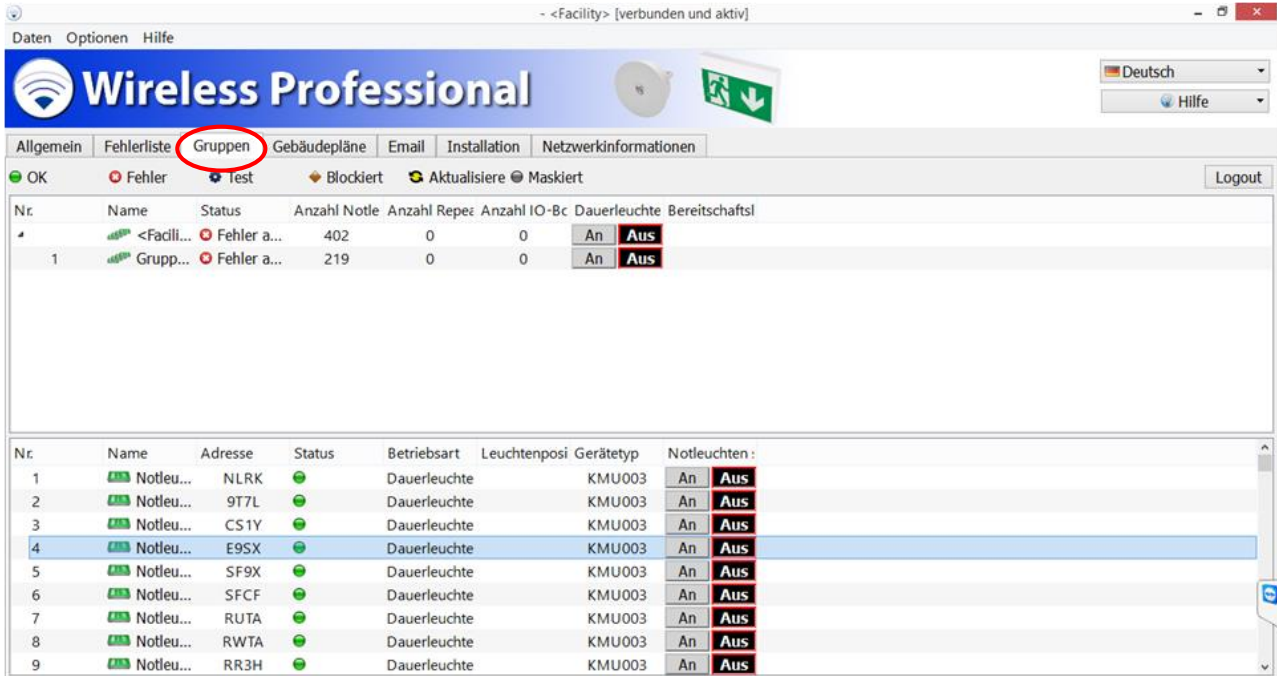 - <Facility> [verbunden und aktiv]
Daten Optionen Hilfe
Wireless Professional
Deutsch
Hilfe
Allgemein Fehlerliste Gruppen Gebäudepläne Email Installation Netzwerkinformationen
OK Fehler Test Blockiert Aktualisiere Maskiert Logout
Nr. Name Status Anzahl Notle Anzahl Repea Anzahl IO-Bo Dauerleuchte Bereitschaftsl
<Facili... Fehler a... 402 0 0 An Aus
1 Grupp... Fehler a... 219 0 0 An Aus
Nr. Name Adresse Status Betriebsart Leuchtenposi Gerätetyp Notleuchten :
1 Notleu... NLRK Dauerleuchte KMU003 An Aus
2 Notleu... 9T7L Dauerleuchte KMU003 An Aus
3 Notleu... CS1Y Dauerleuchte KMU003 An Aus
4 Notleu... E9SX Dauerleuchte KMU003 An Aus
5 Notleu... SF9X Dauerleuchte KMU003 An Aus
6 Notleu... SFCF Dauerleuchte KMU003 An Aus
7 Notleu... RUTA Dauerleuchte KMU003 An Aus
8 Notleu... RWTA Dauerleuchte KMU003 An Aus
9 Notleu... RR3H Dauerleuchte KMU003 An Aus